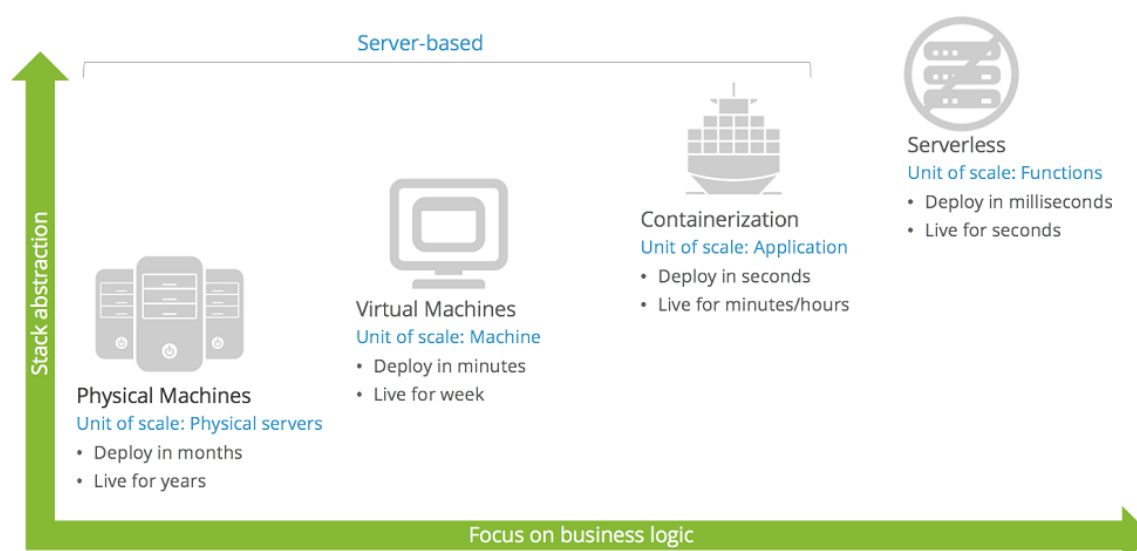 Server-based
Serverless
Unit of scale: Functions
• Deploy in milliseconds
• Live for seconds
Containerization
Unit of scale: Application
• Deploy in seconds
• Live for minutes/hours
Virtual Machines
Unit of scale: Machine
• Deploy in minutes
• Live for week
Physical Machines
Unit of scale: Physical servers
• Deploy in months
• Live for years
Stack abstraction
Focus on business logic